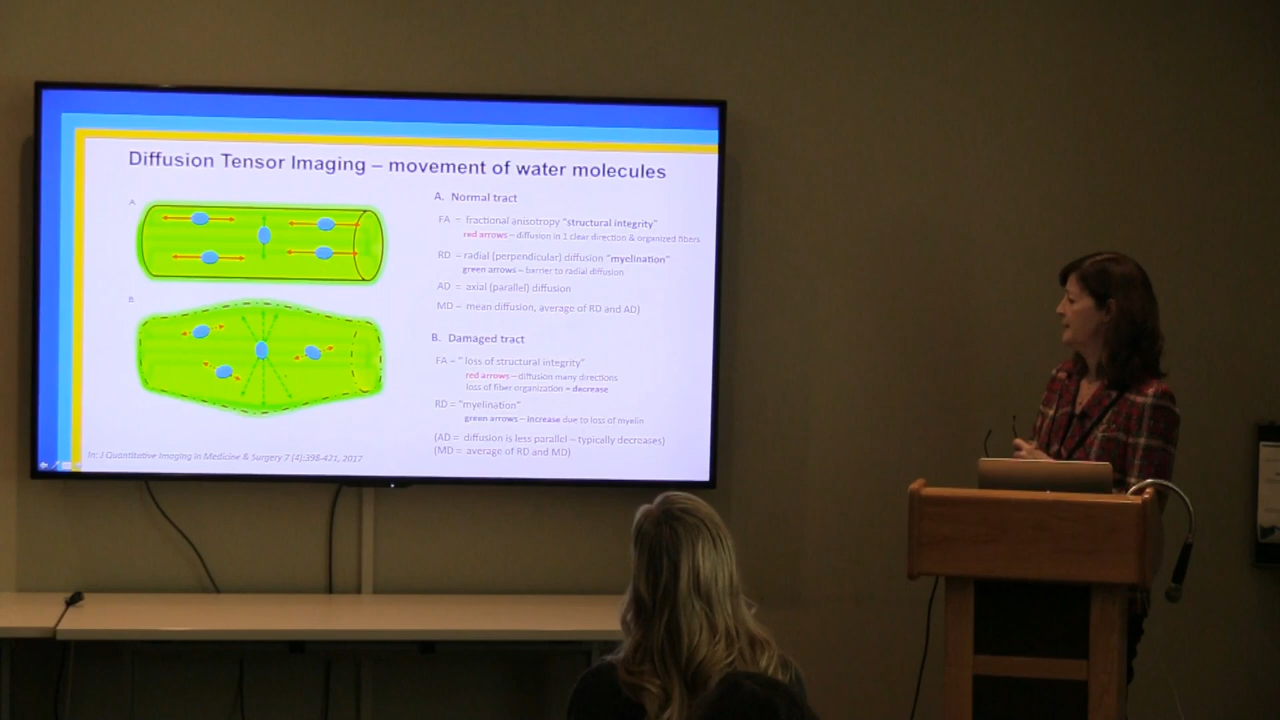 Diffusion Tensor Imaging – movement of water molecules
A
B
A. Normal tract
FA = fractional anisotropy "structural integrity"
red arrows – diffusion in 1 clear direction & organized fibers
RD – radial (perpendicular) diffusion "myelination"
green arrows – barrier to radial diffusion
AD = axial (parallel) diffusion
MD – mean diffusion, average of RD and AD)
B. Damaged tract
FA – " loss of structural integrity"
red arrows – diffusion many directions
loss of fiber organization – decrease
RD = "myelination"
green arrows – increase due to loss of myelin
(AD = diffusion is less parallel – typically decreases)
(MD = average of RD and MD)
In: J Quantitative Imaging in Medicine & Surgery 7 (4):398-421, 2017